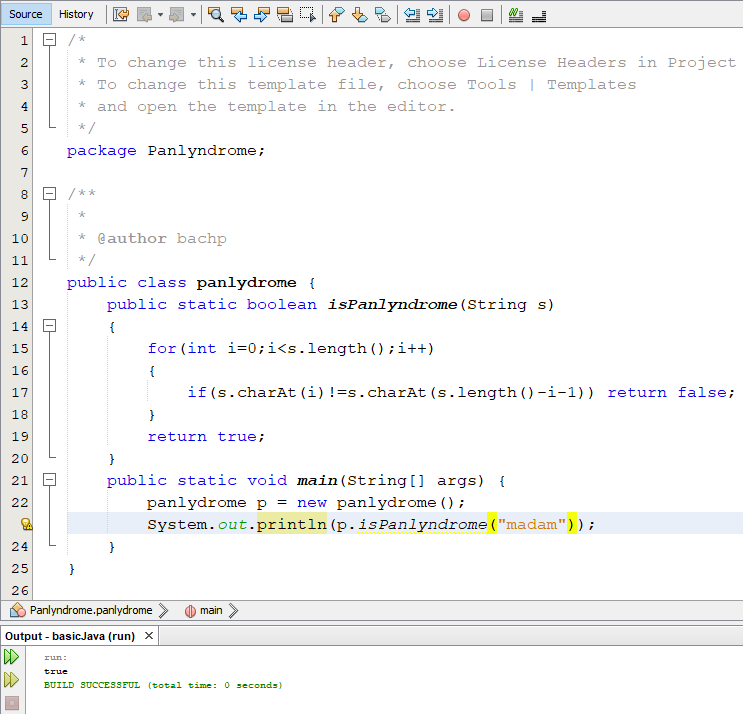 Source History
1 /*
2 * To change this license header, choose License Headers in Project
3 * To change this template file, choose Tools | Templates
4 * and open the template in the editor.
5 */
6 package Panlyndrome;
7
8 /**
9 *
10 * @author bachp
11 */
12 public class panlydrome {
13 public static boolean isPanlyndrome(String s)
14 {
15 for(int i=0;i<s.length();i++)
16 {
17 if(s.charAt(i)!=s.charAt(s.length()-i-1)) return false;
18 }
19 return true;
20 }
21 public static void main(String[] args) {
22 panlydrome p = new panlydrome();
System.out.println(p.isPanlyndrome("madam"));
24 }
25 }
26
Panlyndrome.panlydrome main
Output - basicJava (run)
run:
true
BUILD SUCCESSFUL (total time: 0 seconds)